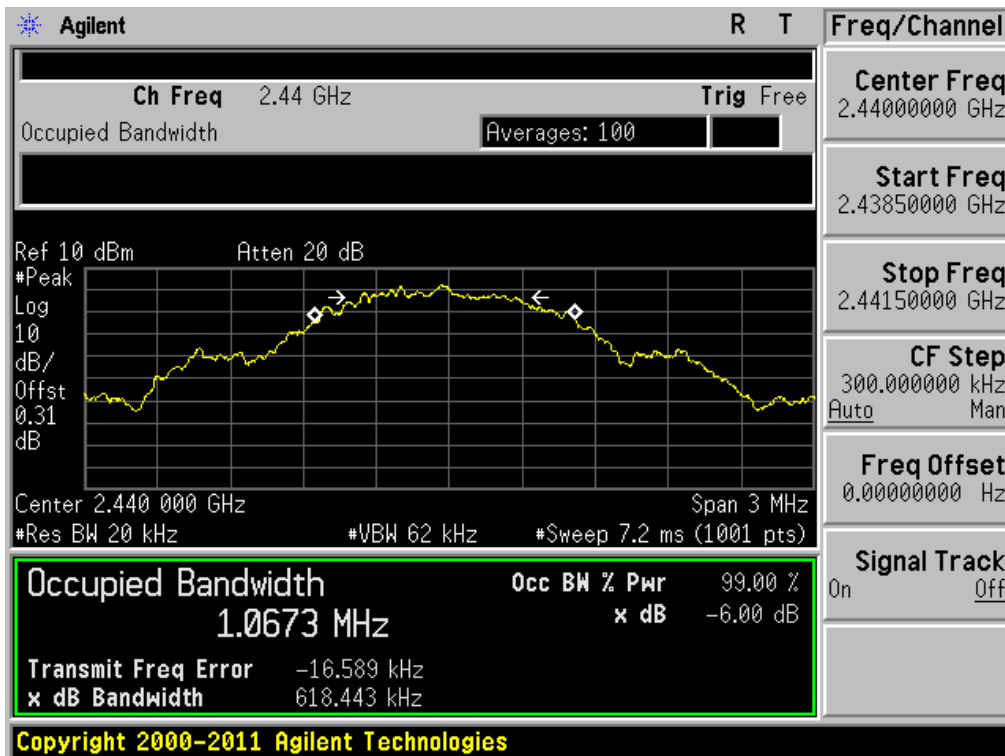 Agilent R T
Ch Freq 2.44 GHz Trig Free
Occupied Bandwidth Averages: 100
Ref 10 dBm Atten 20 dB
#Peak
Log
10
dB/
Offst
0.31
dB
Center 2.440 000 GHz Span 3 MHz
#Res BW 20 kHz #VBW 62 kHz #Sweep 7.2 ms (1001 pts)
Occupied Bandwidth Occ BW % Pwr 99.00 %
1.0673 MHz x dB -6.00 dB
Transmit Freq Error -16.589 kHz
x dB Bandwidth 618.443 kHz
Copyright 2000-2011 Agilent Technologies
Freq/Channel
Center Freq
2.44000000 GHz
Start Freq
2.43850000 GHz
Stop Freq
2.44150000 GHz
CF Step
300.000000 kHz
Auto Man
Freq Offset
0.00000000 Hz
Signal Track
On Off